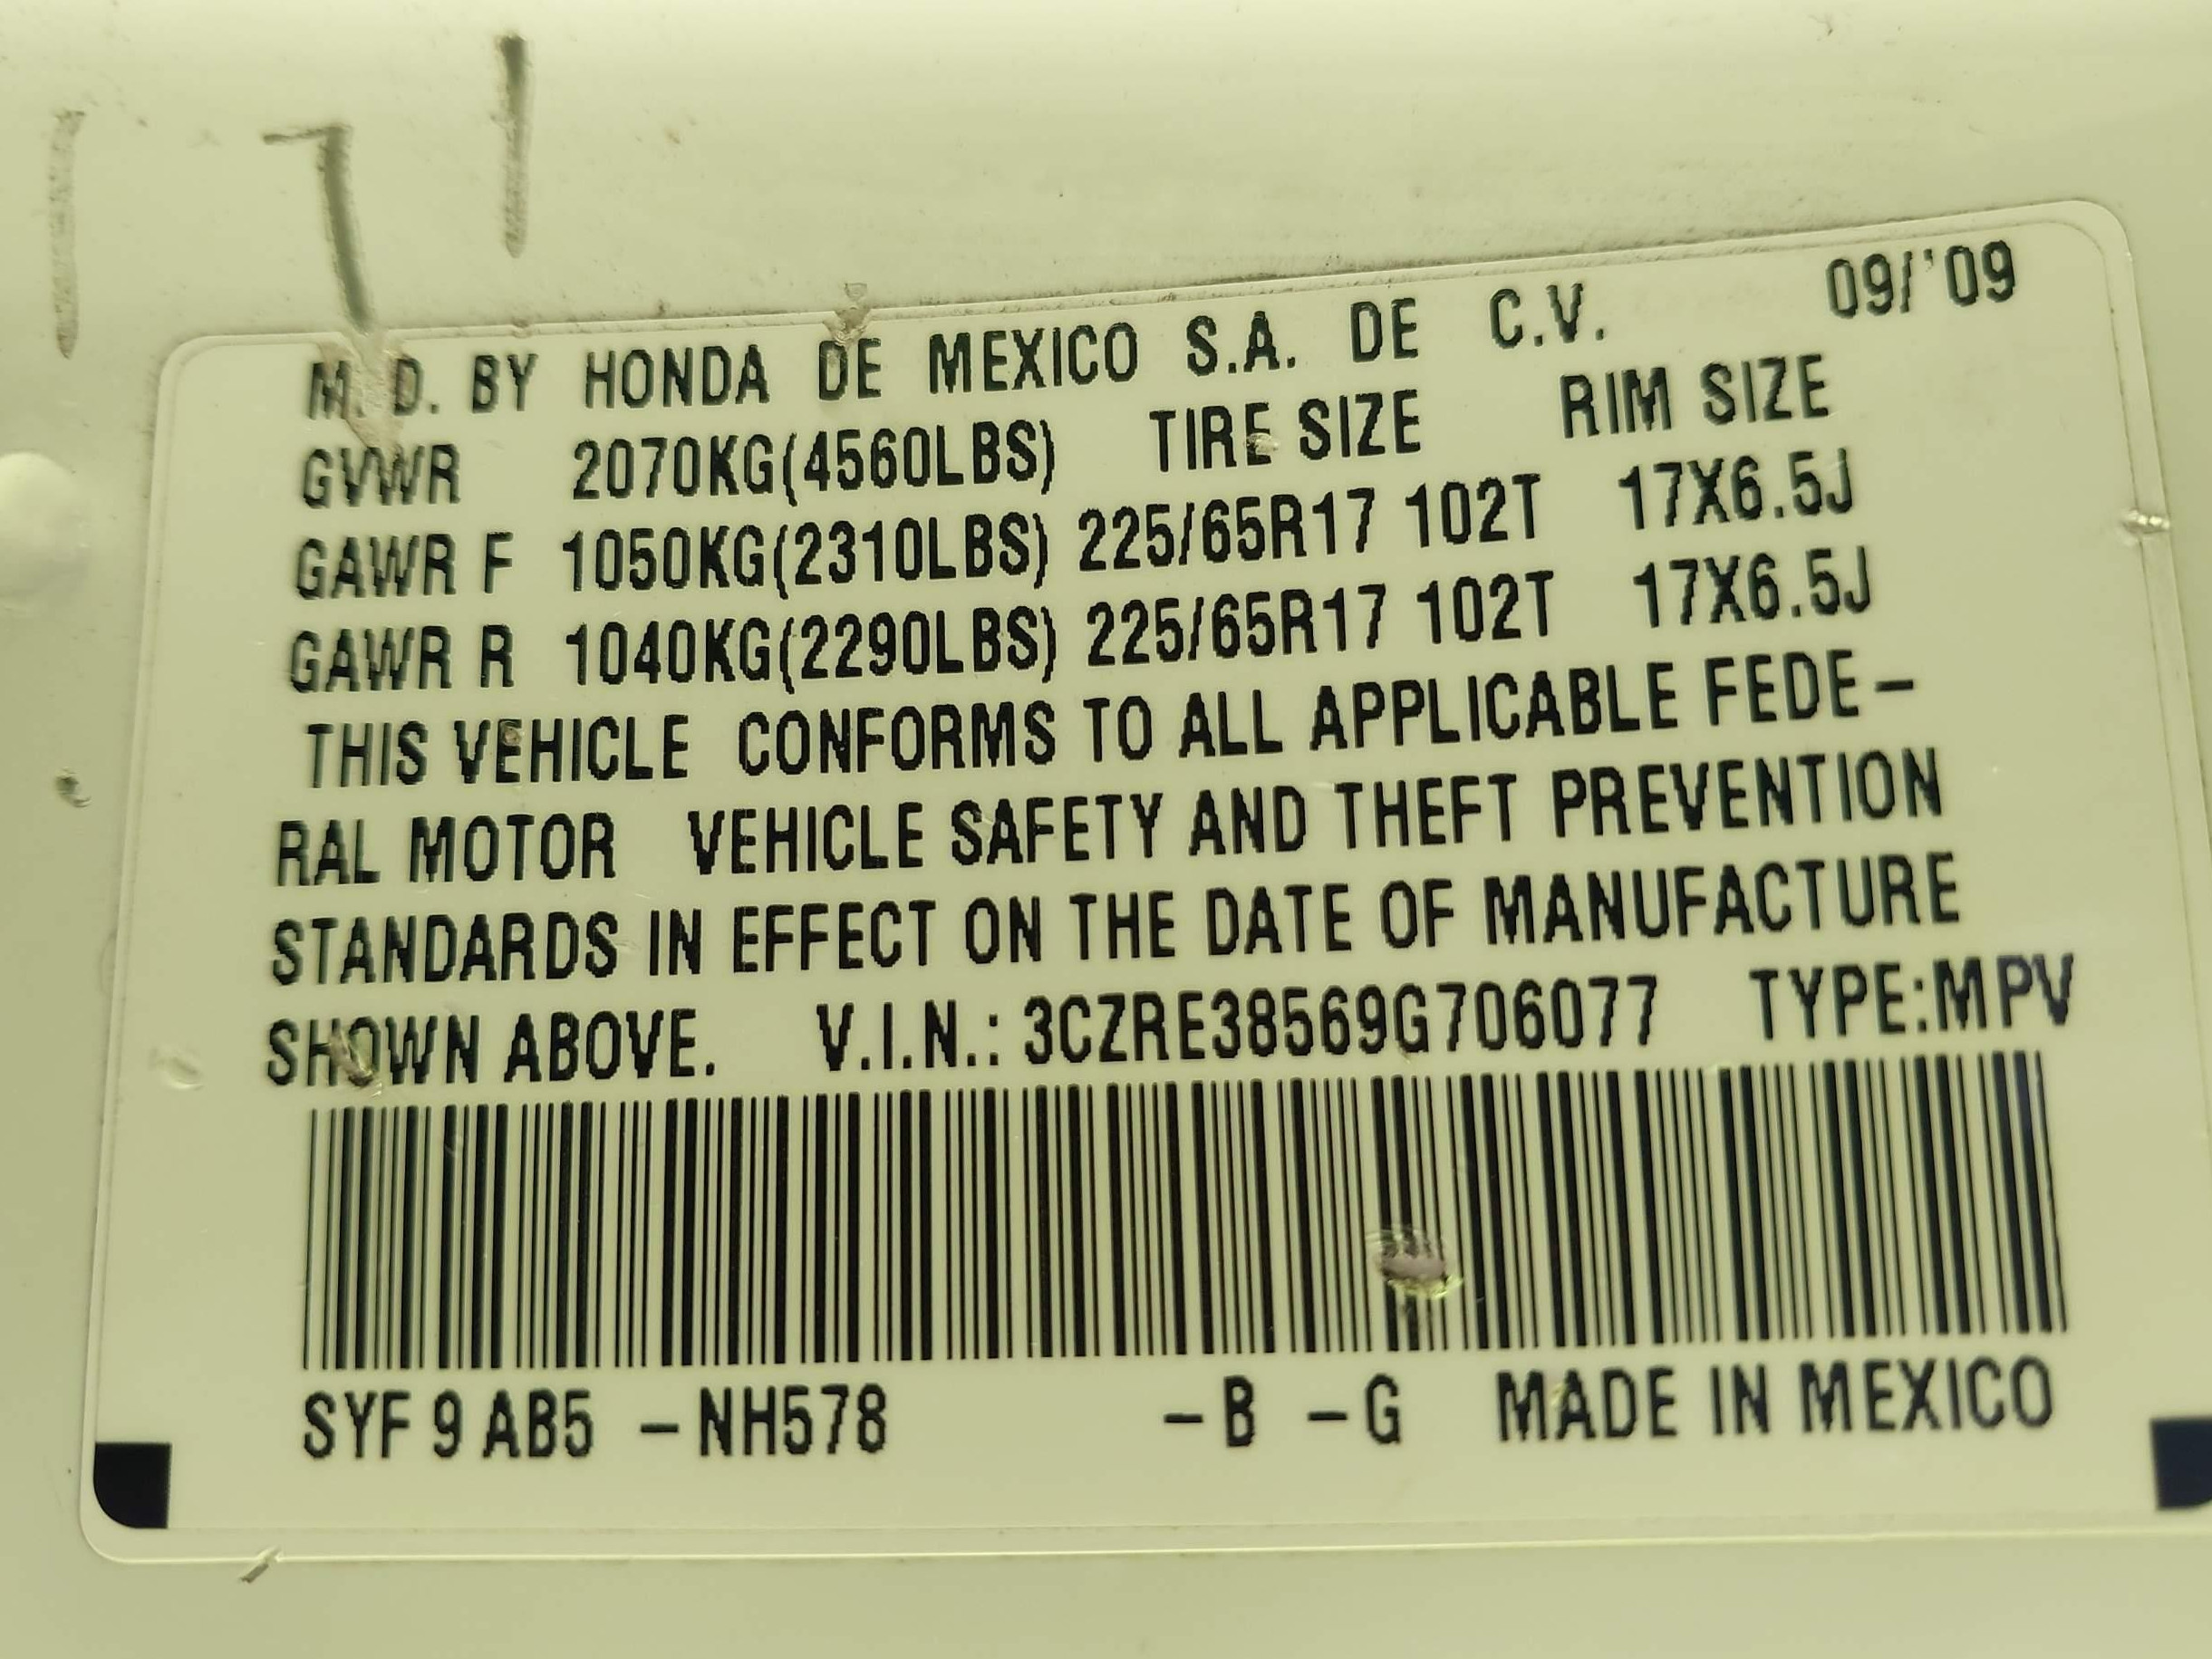 M.D. BY HONDA DE MEXICO S.A. DE C.V. 09/'09
GVWR 2070KG(4560LBS) TIRE SIZE RIM SIZE
GAWR F 1050KG(2310LBS) 225/65R17 102T 17X6.5J
GAWR R 1040KG(2290LBS) 225/65R17 102T 17X6.5J
THIS VEHICLE CONFORMS TO ALL APPLICABLE FEDE-
RAL MOTOR VEHICLE SAFETY AND THEFT PREVENTION
STANDARDS IN EFFECT ON THE DATE OF MANUFACTURE
SHOWN ABOVE. V.I.N.: 3CZRE38569G706077 TYPE:MPV
SYF 9 AB5 -NH578 -B -G MADE IN MEXICO